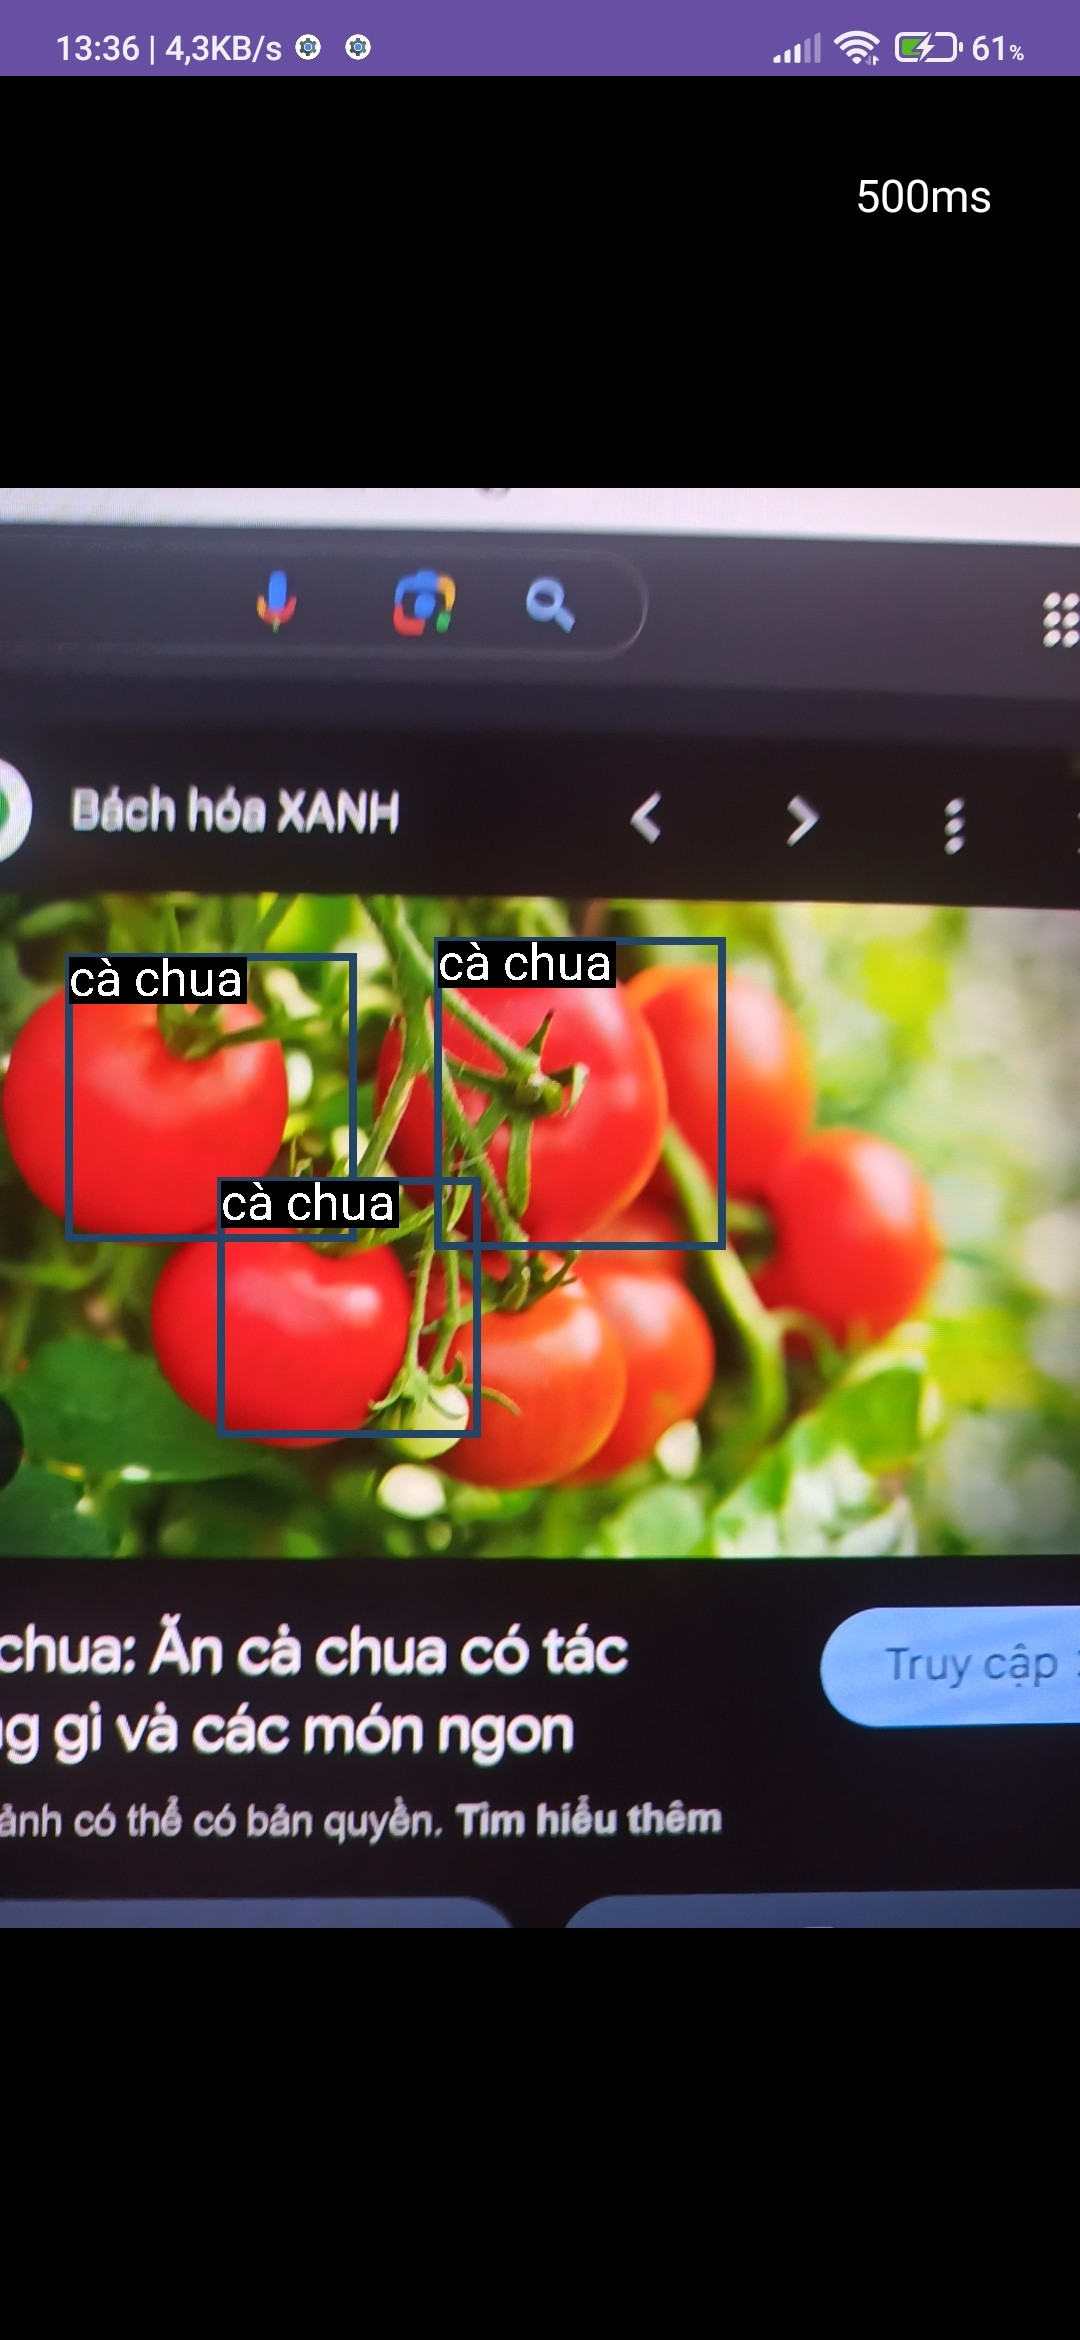 13:36 | 4,3KB/s
61%
500ms
Bách hóa XANH
cà chua
cà chua
cà chua
chua: Ăn cà chua có tác
g gì và các món ngon
ảnh có thể có bản quyền. Tìm hiểu thêm
Truy cập